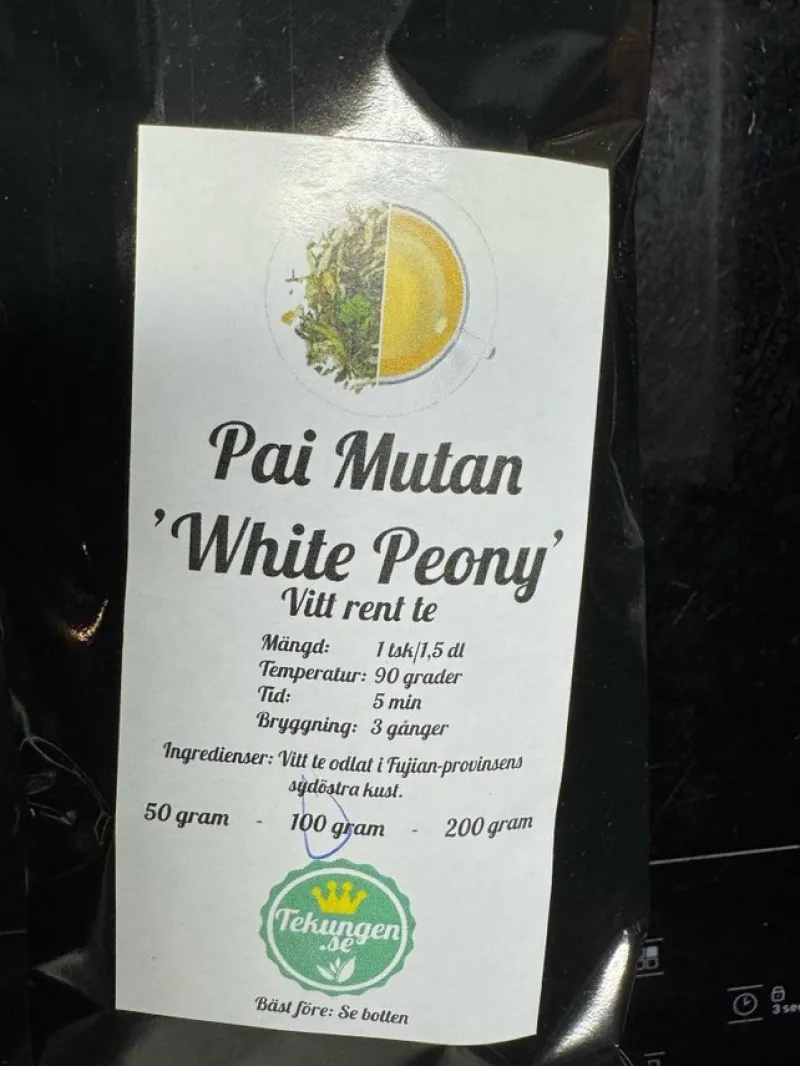 Pai Mutan
'White Peony'
Vitt rent te
Mängd: 1 tsk/1,5 dl
Temperatur: 90 grader
Tid: 5 min
Bryggning: 3 gånger
Ingredienser: Vitt te odlat i Fujian-provinsens
sydöstra kust.
50 gram - 100 gram - 200 gram
Tekungen
.se
Bäst före: Se botten